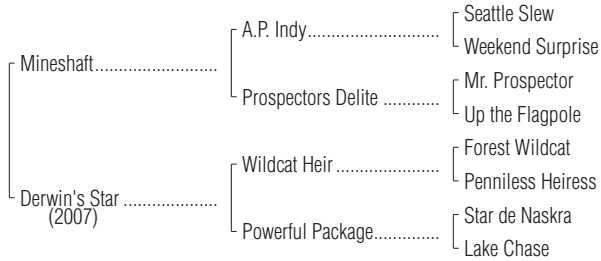 Seattle Slew
A.P. Indy
Weekend Surprise
Mineshaft
Mr. Prospector
Prospectors Delite
Up the Flagpole
Forest Wildcat
Wildcat Heir
Penniless Heiress
Derwin's Star
(2007)
Star de Naskra
Powerful Package
Lake Chase